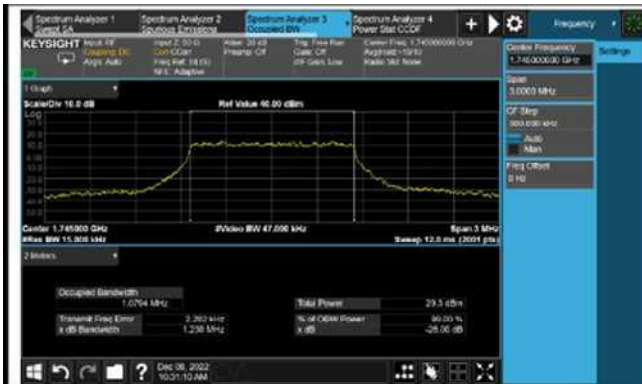 Spectrum Analyzer 1
Swept SA
Spectrum Analyzer 2
Spurious Emissions
Spectrum Analyzer 3
Occupied BW
Spectrum Analyzer 4
Power Stat CCDF
Frequency
KEYSIGHT
Input: RF
Coupling: DC
Align: Auto
Input Z: 50 Ω
Corr CCorr
Freq Ref: Int (S)
NFE: Adaptive
Atten: 20 dB
Preamp: Off
Trig: Free Run
Gate: Off
#IF Gain: Low
Center Freq: 1.745000000 GHz
Avg|Hold:>10/10
Radio Std: None
Center Frequency
1.745000000 GHz
Settings
Span
3.0000 MHz
CF Step
300.000 kHz
Auto
Man
Freq Offset
0 Hz
1 Graph
Scale/Div 10.0 dB
Ref Value 40.00 dBm
Log
Center 1.745000 GHz
#Video BW 47.000 kHz
Span 3 MHz
#Res BW 15.000 kHz
Sweep 12.8 ms (2001 pts)
2 Metrics
Occupied Bandwidth
1.0794 MHz
Total Power
29.3 dBm
Transmit Freq Error
2.202 kHz
% of OBW Power
99.00 %
x dB Bandwidth
1.238 MHz
x dB
-26.00 dB
Dec 08, 2022
10:31:10 AM